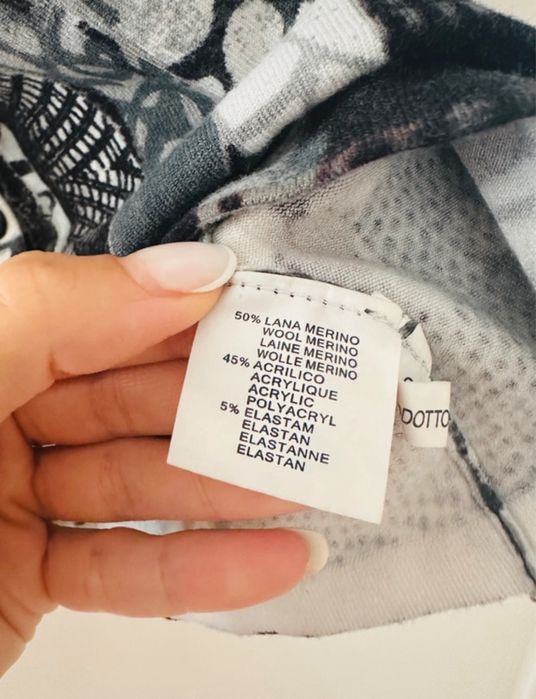 50% LANA MERINO
WOOL MERINO
LAINE MERINO
WOLLE MERINO
45% ACRILICO
ACRYLIQUE
ACRYLIC
POLYACRYL
5% ELASTAM
ELASTAN
ELASTANNE
ELASTAN
DOTTO